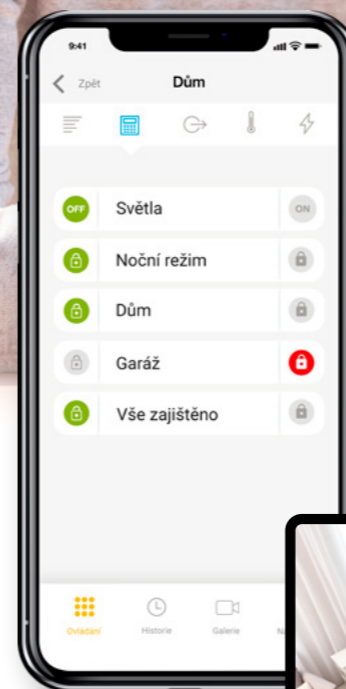 9:41
Zpět
Dům
OFF
Světla
ON
Noční režim
Dům
Garáž
Vše zajištěno
Ovládání
Historie
Galerie